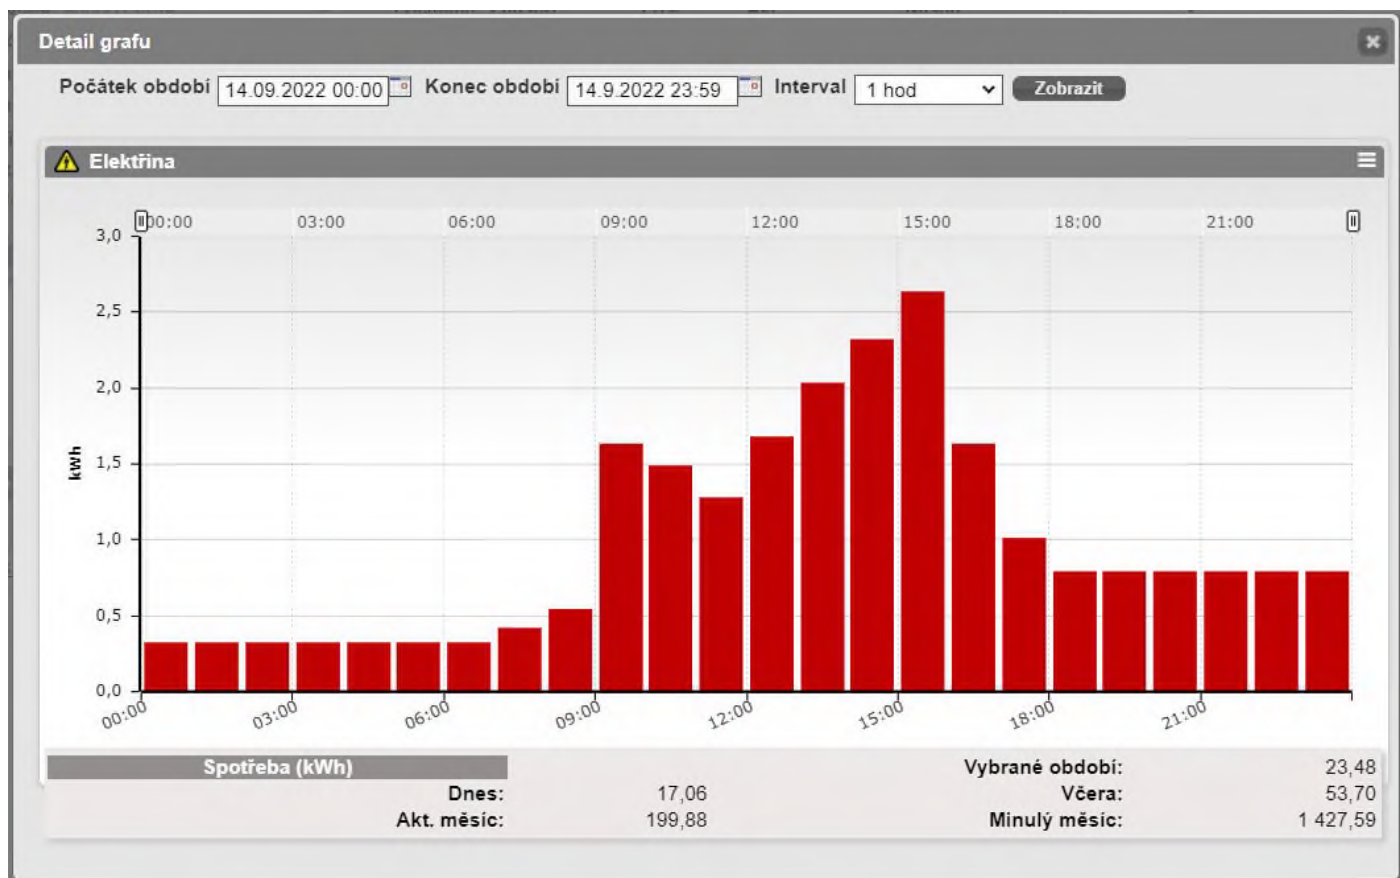 Detail grafu
Počátek období 14.09.2022 00:00 Konec období 14.9.2022 23:59 Interval 1 hod Zobrazit
Elektřina
00:00 03:00 06:00 09:00 12:00 15:00 18:00 21:00
3,0
2,5
2,0
kWh
1,5
1,0
0,5
0,0
00:00 03:00 06:00 09:00 12:00 15:00 18:00 21:00
Spotřeba (kWh) Vybrané období: 23,48
Dnes: 17,06 Včera: 53,70
Akt. měsíc: 199,88 Minulý měsíc: 1 427,59